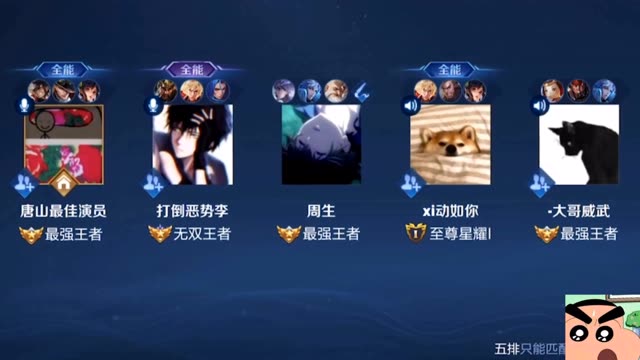 全能
全能
全能
唐山最佳演员
打倒恶势李
周生
xi动如你
-大哥威武
最强王者
无双王者
最强王者
至尊星耀I
最强王者
五排只能匹配